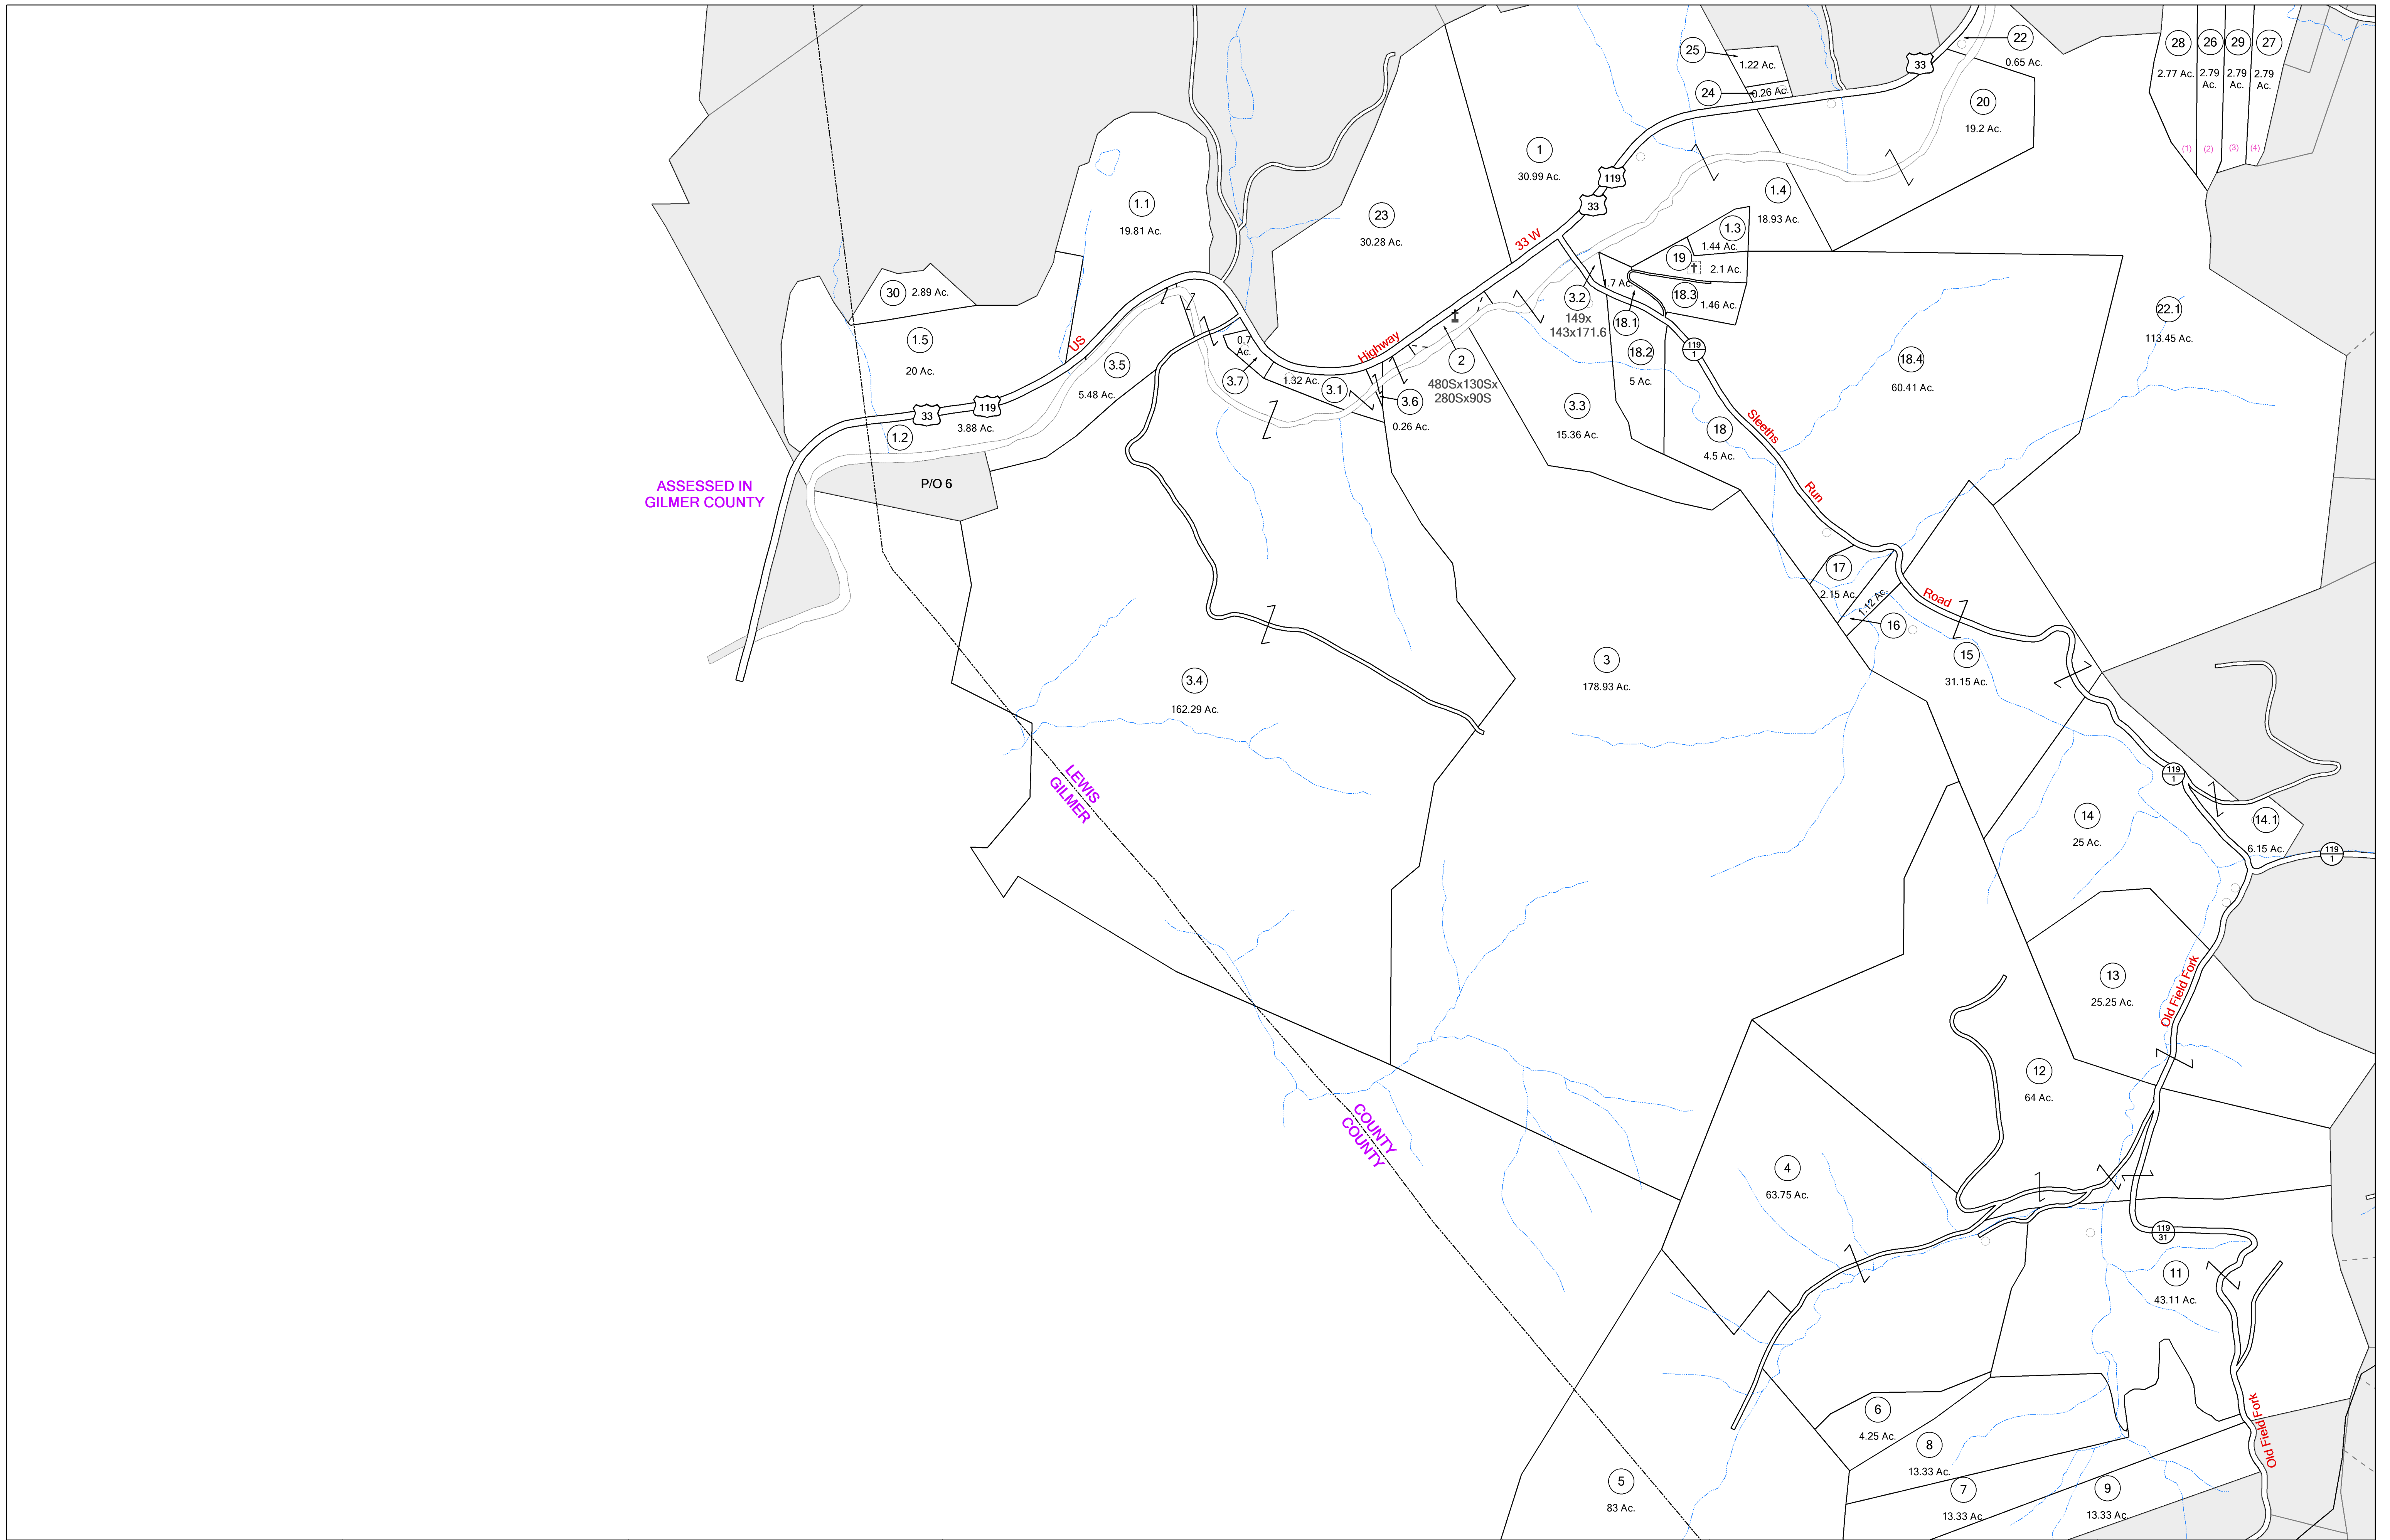 22
0.65 Ac.
28
2.77 Ac.
26
2.79
Ac.
29
2.79
Ac.
27
2.79
Ac.
(1)
(2)
(3)
(4)
25
1.22 Ac.
24
0.26 Ac.
33
20
19.2 Ac.
1
30.99 Ac.
119
33
1.4
18.93 Ac.
1.1
19.81 Ac.
23
30.28 Ac.
33 W
1.3
1.44 Ac.
19
2.1 Ac.
30
2.89 Ac.
3.2
149x
143x171.6
18.3
1.46 Ac.
18.1
22.1
113.45 Ac.
1.5
20 Ac.
US
3.5
5.48 Ac.
0.7
Ac.
3.7
1.32 Ac.
3.1
Highway
2
480Sx130Sx
280Sx90S
3.6
0.26 Ac.
18.2
5 Ac.
119
1
18.4
60.41 Ac.
33
119
1.2
3.88 Ac.
3.3
15.36 Ac.
18
4.5 Ac.
Sleeths
Run
Road
ASSESSED IN
GILMER COUNTY
P/O 6
17
2.15 Ac.
1.12 Ac.
16
15
31.15 Ac.
3.4
162.29 Ac.
3
178.93 Ac.
LEWIS
GILMER
119
1
14
25 Ac.
14.1
6.15 Ac.
119
1
13
25.25 Ac.
Old Field Fork
12
64 Ac.
COUNTY
COUNTY
4
63.75 Ac.
119
31
11
43.11 Ac.
6
4.25 Ac.
8
13.33 Ac.
Old Field Fork
5
83 Ac.
7
13.33 Ac.
9
13.33 Ac.